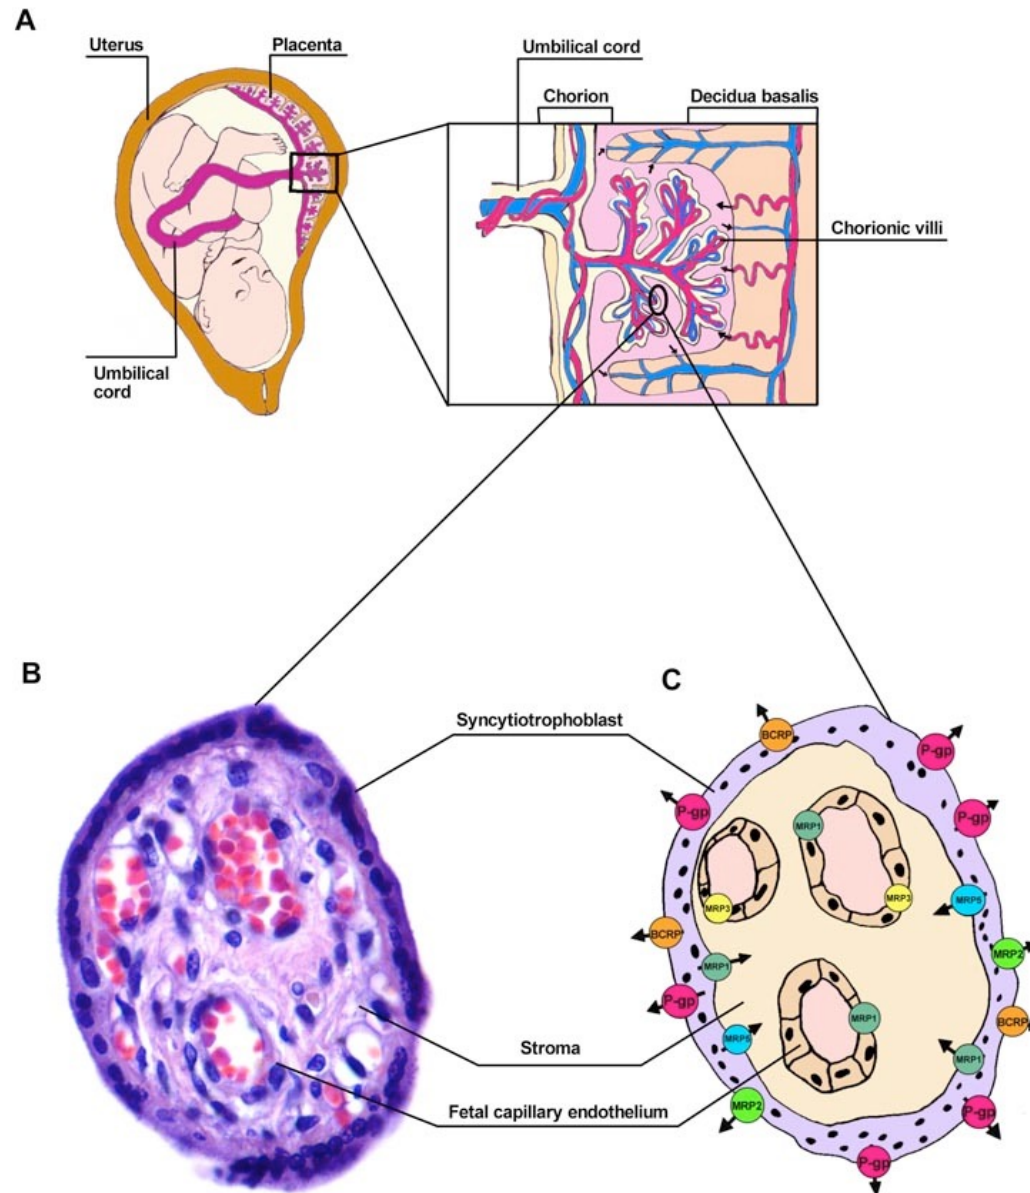 A
Uterus
Placenta
Umbilical
cord
Umbilical cord
Chorion
Decidua basalis
Chorionic villi
B
Syncytiotrophoblast
Stroma
Fetal capillary endothelium
C
BCRP
P-gp
P-gp
P-gp
MRP1
MRP3
MRP3
MRP5
BCRP
MRP2
MRP1
P-gp
MRP1
BCRP
MRP5
MRP1
MRP2
P-gp
P-gp